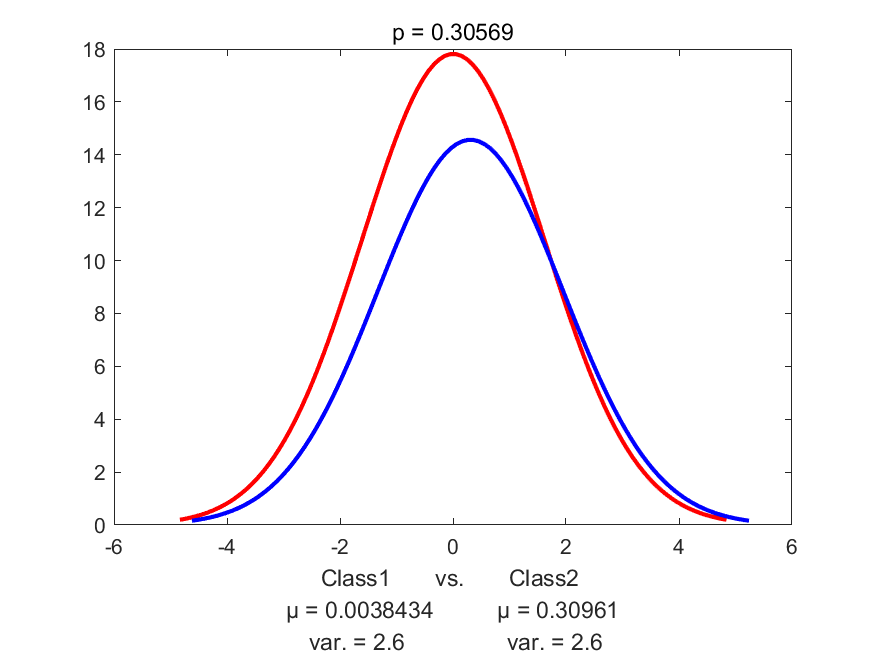 p = 0.30569
18
16
14
12
10
8
6
4
2
0
-6 -4 -2 0 2 4 6
Class1 vs. Class2
μ = 0.0038434 μ = 0.30961
var. = 2.6 var. = 2.6